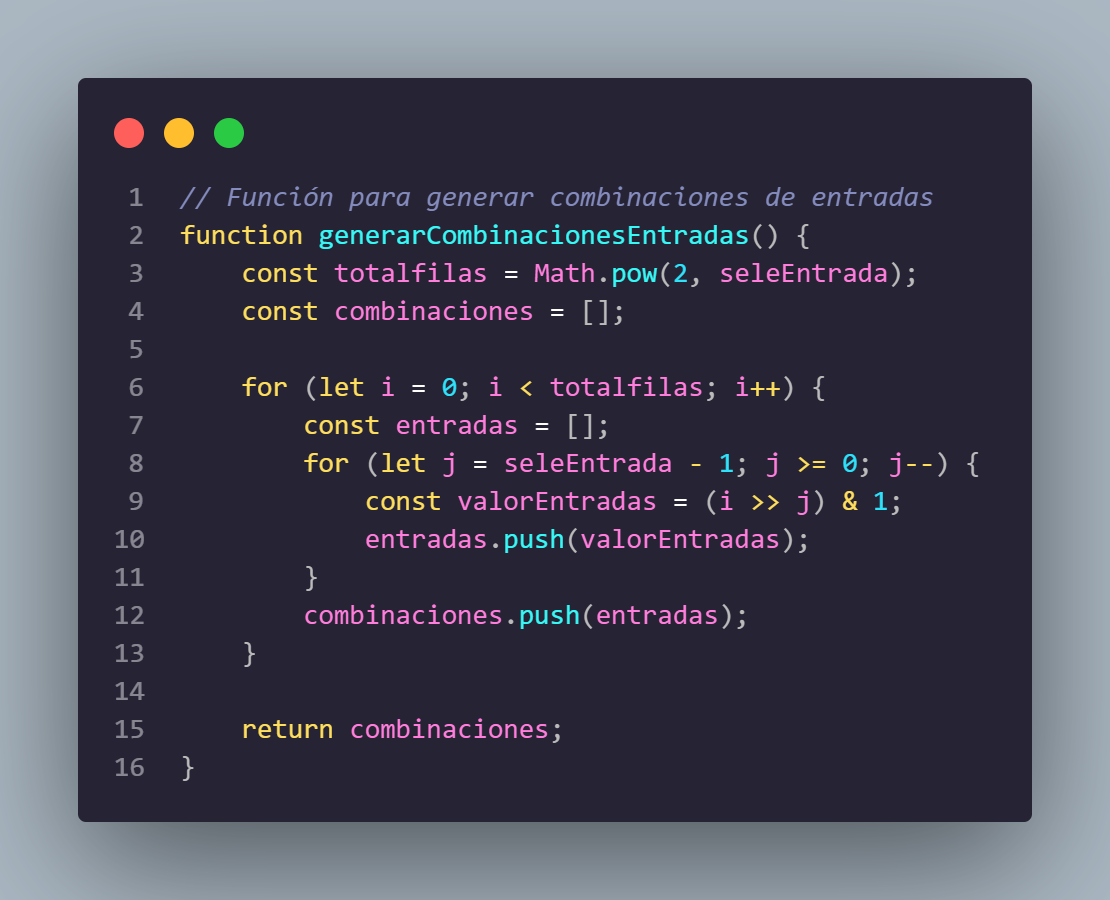 1 // Función para generar combinaciones de entradas
2 function generarCombinacionesEntradas() {
3     const totalfilas = Math.pow(2, seleEntrada);
4     const combinaciones = [];
5
6     for (let i = 0; i < totalfilas; i++) {
7         const entradas = [];
8         for (let j = seleEntrada - 1; j >= 0; j--) {
9             const valorEntradas = (i >> j) & 1;
10             entradas.push(valorEntradas);
11         }
12         combinaciones.push(entradas);
13     }
14
15     return combinaciones;
16 }